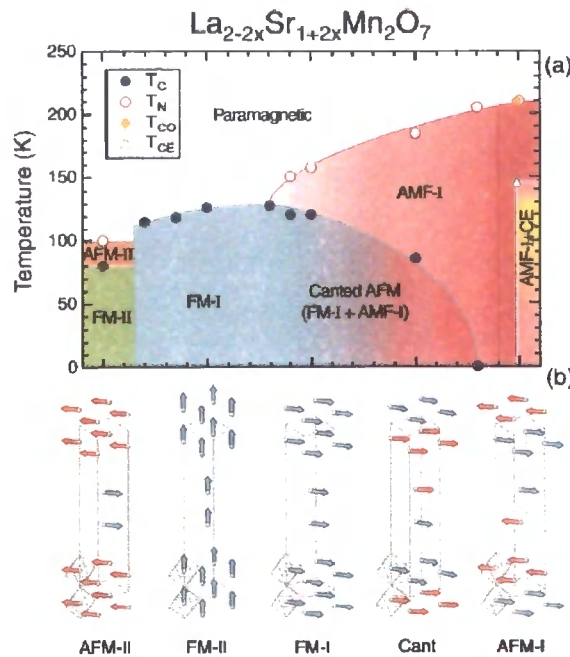 La2-2xSr1+2xMn2O7
(a)
250
200
150
100
50
0
Temperature (K)
TC
TN
TCO
TCE
Paramagnetic
AMF-I
AFM-II
FM-II
FM-I
Canted AFM
(FM-I + AMF-I)
AMF-I+CE
(b)
AFM-II FM-II FM-I Cant AFM-I